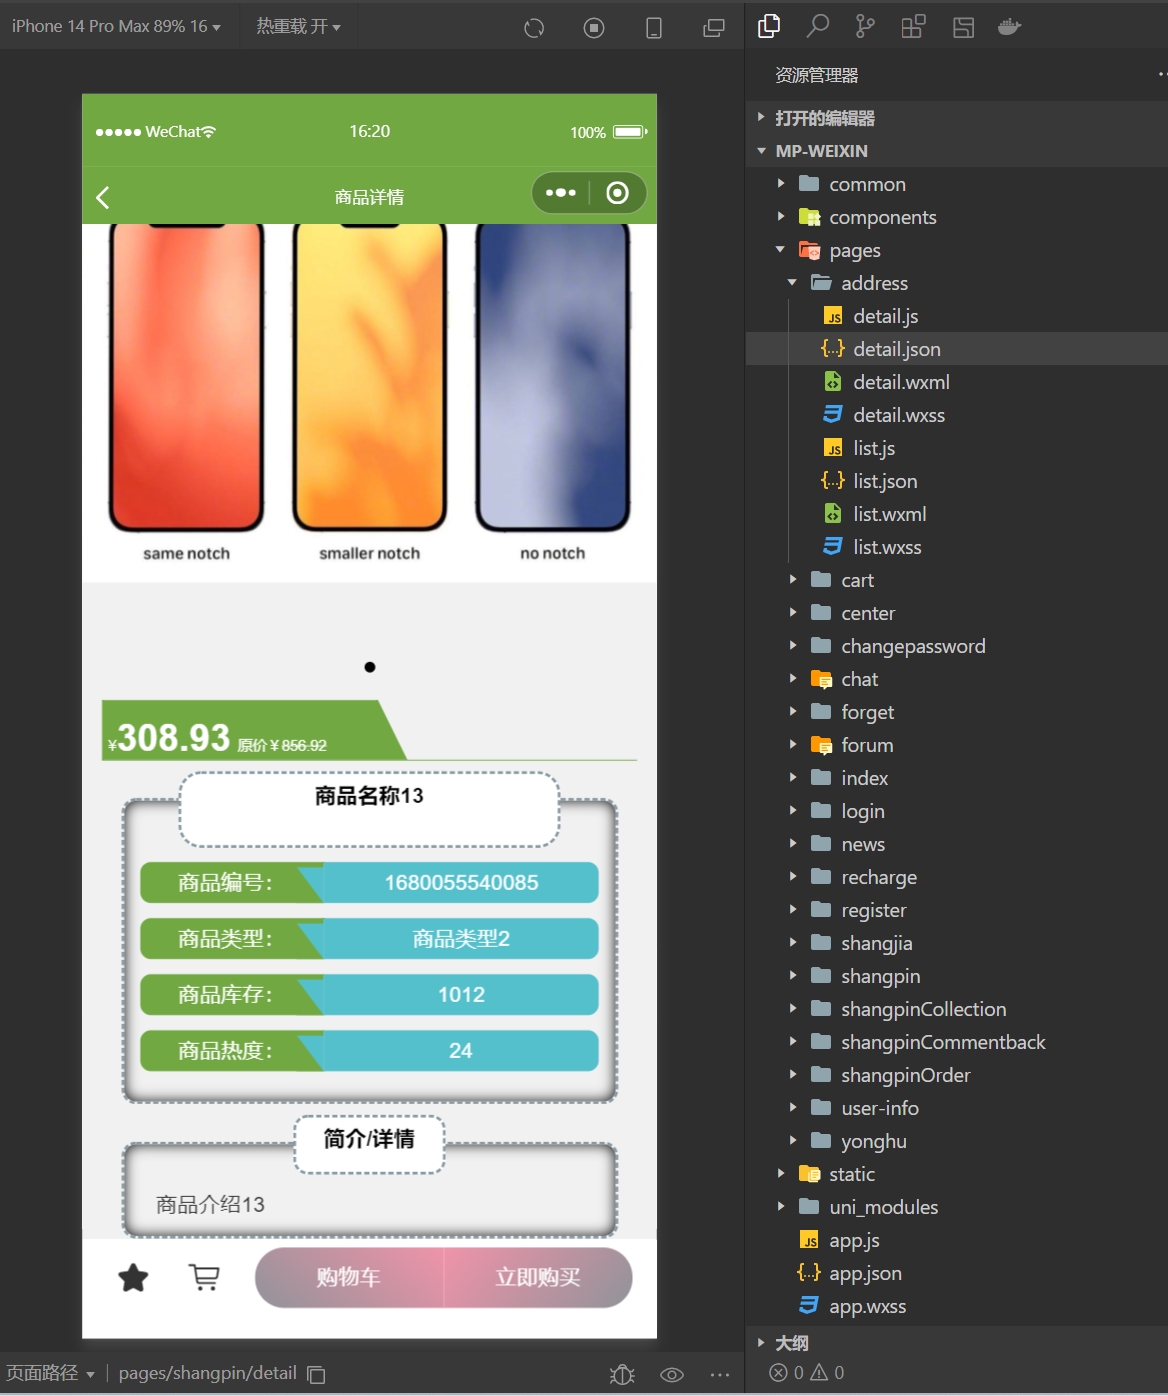 iPhone 14 Pro Max 89% 16
热重载 开
WeChat
16:20
100%
商品详情
same notch
smaller notch
no notch
¥308.93 原价¥856.92
商品名称13
商品编号:
1680055540085
商品类型:
商品类型2
商品库存:
1012
商品热度:
24
简介/详情
商品介绍13
购物车
立即购买
页面路径
pages/shangpin/detail
资源管理器
打开的编辑器
MP-WEIXIN
common
components
pages
address
JS detail.js
{..} detail.json
detail.wxml
detail.wxss
JS list.js
{..} list.json
list.wxml
list.wxss
cart
center
changepassword
chat
forget
forum
index
login
news
recharge
register
shangjia
shangpin
shangpinCollection
shangpinCommentback
shangpinOrder
user-info
yonghu
static
uni_modules
JS app.js
{..} app.json
app.wxss
大纲
0
0